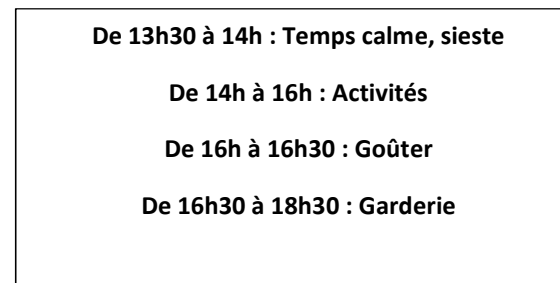 De 13h30 à 14h : Temps calme, sieste
De 14h à 16h : Activités
De 16h à 16h30 : Goûter
De 16h30 à 18h30 : Garderie